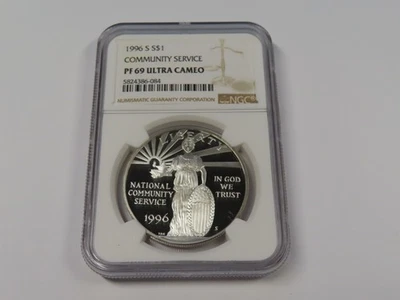 1996 S S$1
COMMUNITY SERVICE
PF 69 ULTRA CAMEO
5824386-084
NUMISMATIC GUARANTY CORPORATION
NGC
LIBERTY
NATIONAL
COMMUNITY
SERVICE
1996
IN GOD
WE
TRUST
S